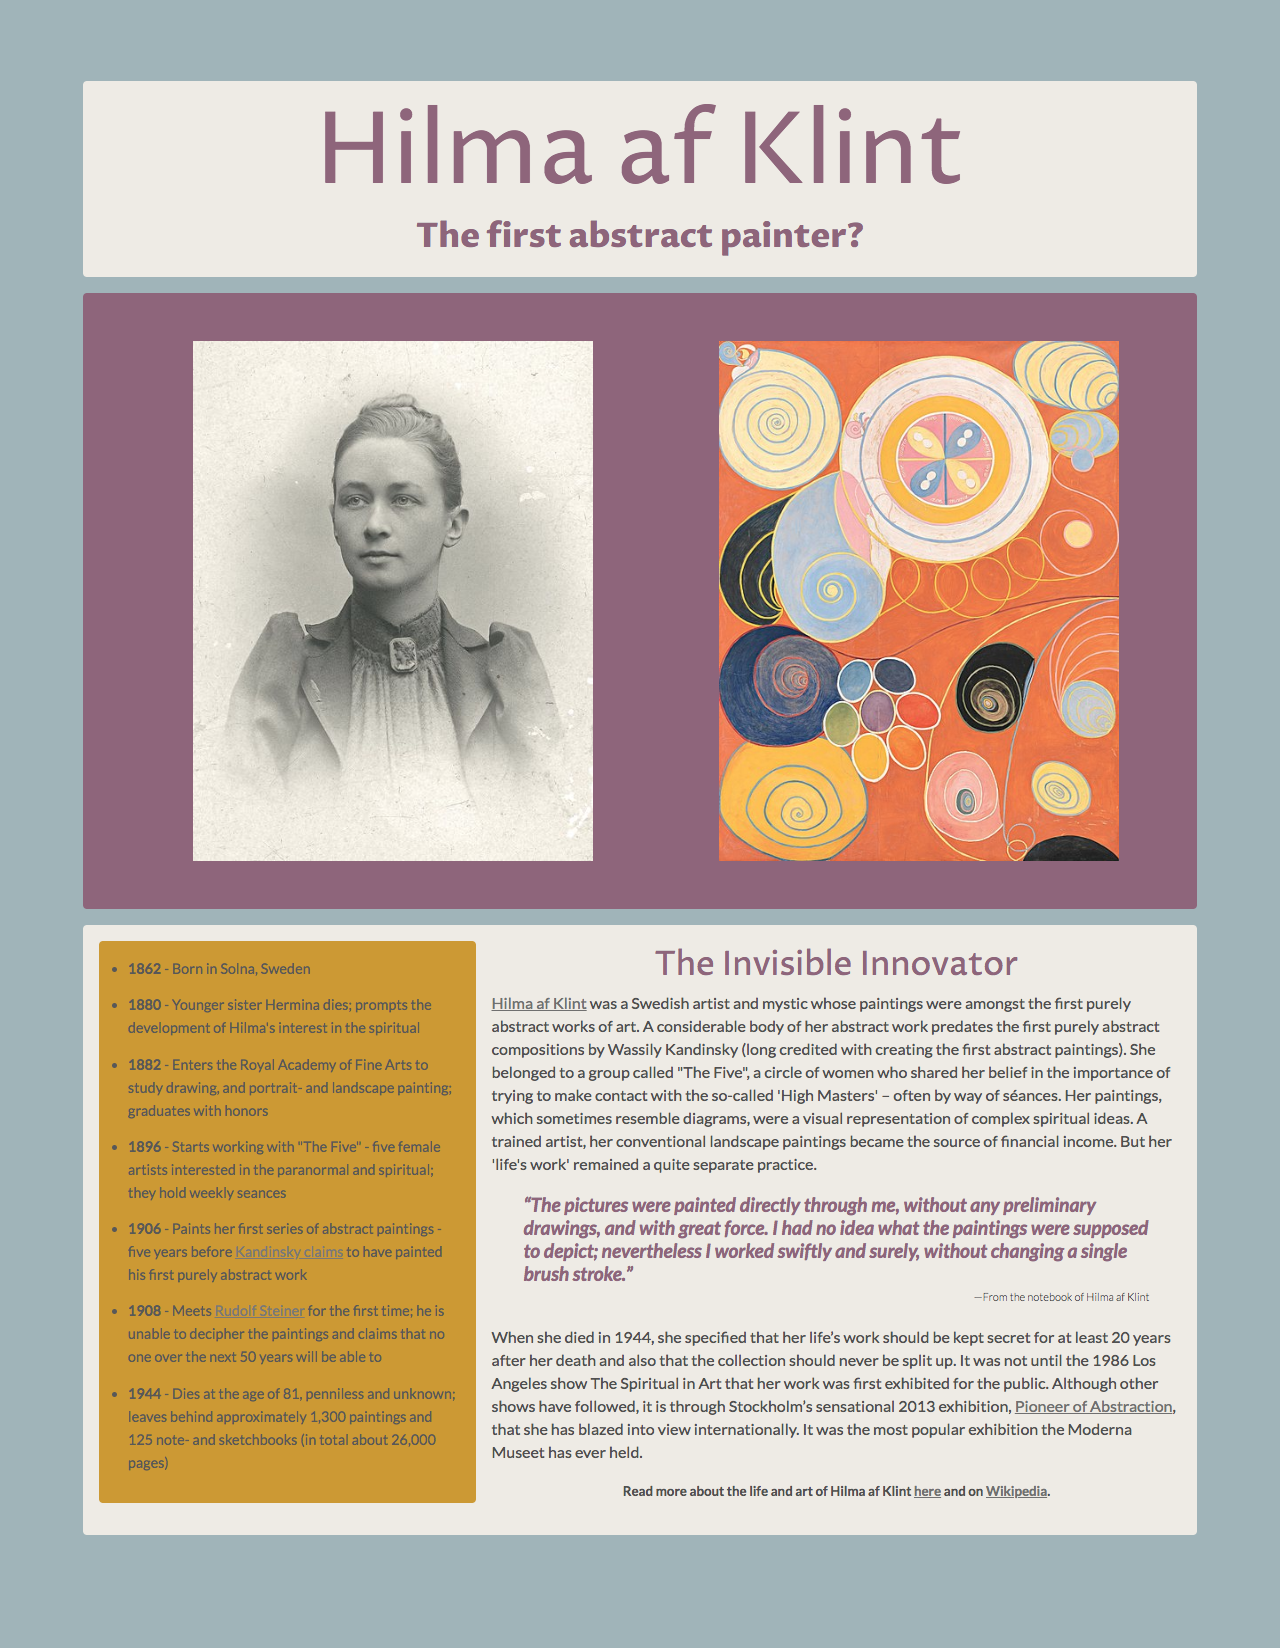 Hilma af Klint
The first abstract painter?
1862 - Born in Solna, Sweden
1880 - Younger sister Hermina dies; prompts the
development of Hilma's interest in the spiritual
1882 - Enters the Royal Academy of Fine Arts to
study drawing, and portrait- and landscape painting;
graduates with honors
1896 - Starts working with "The Five" - five female
artists interested in the paranormal and spiritual;
they hold weekly seances
1906 - Paints her first series of abstract paintings -
five years before Kandinsky claims to have painted
his first purely abstract work
1908 - Meets Rudolf Steiner for the first time; he is
unable to decipher the paintings and claims that no
one over the next 50 years will be able to
1944 - Dies at the age of 81, penniless and unknown;
leaves behind approximately 1,300 paintings and
125 note- and sketchbooks (in total about 26,000
pages)
The Invisible Innovator
Hilma af Klint was a Swedish artist and mystic whose paintings were amongst the first purely
abstract works of art. A considerable body of her abstract work predates the first purely abstract
compositions by Wassily Kandinsky (long credited with creating the first abstract paintings). She
belonged to a group called "The Five", a circle of women who shared her belief in the importance of
trying to make contact with the so-called 'High Masters' – often by way of séances. Her paintings,
which sometimes resemble diagrams, were a visual representation of complex spiritual ideas. A
trained artist, her conventional landscape paintings became the source of financial income. But her
'life's work' remained a quite separate practice.
“The pictures were painted directly through me, without any preliminary
drawings, and with great force. I had no idea what the paintings were supposed
to depict; nevertheless I worked swiftly and surely, without changing a single
brush stroke.”
—From the notebook of Hilma af Klint
When she died in 1944, she specified that her life’s work should be kept secret for at least 20 years
after her death and also that the collection should never be split up. It was not until the 1986 Los
Angeles show The Spiritual in Art that her work was first exhibited for the public. Although other
shows have followed, it is through Stockholm’s sensational 2013 exhibition, Pioneer of Abstraction,
that she has blazed into view internationally. It was the most popular exhibition the Moderna
Museet has ever held.
Read more about the life and art of Hilma af Klint here and on Wikipedia.